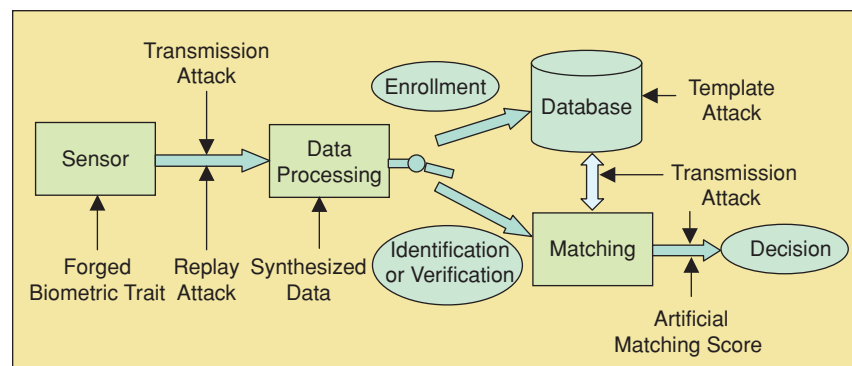 Transmission
Attack
Enrollment
Database
Template
Attack
Sensor
Data
Processing
Transmission
Attack
Forged
Biometric Trait
Replay
Attack
Synthesized
Data
Identification
or Verification
Matching
Decision
Artificial
Matching Score